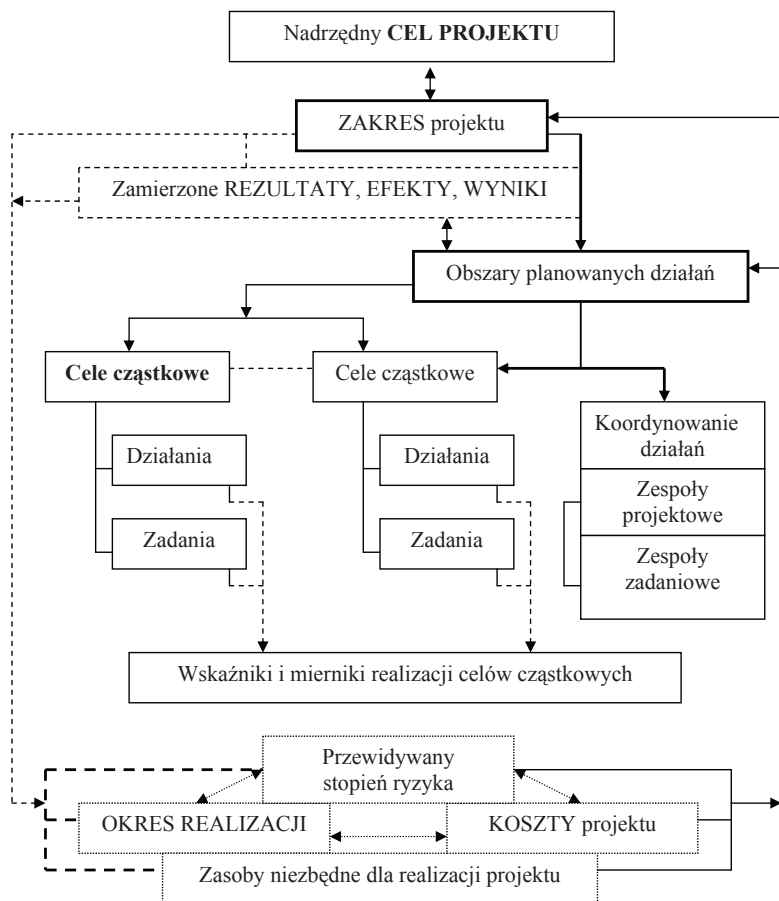 Nadrzędny CEL PROJEKTU
ZAKRES projektu
Zamierzone REZULTATY, EFEKTY, WYNIKI
Obszary planowanych działań
Cele cząstkowe
Cele cząstkowe
Koordynowanie
działań
Działania
Działania
Zespoły
projektowe
Zadania
Zadania
Zespoły
zadaniowe
Wskaźniki i mierniki realizacji celów cząstkowych
Przewidywany
stopień ryzyka
OKRES REALIZACJI
KOSZTY projektu
Zasoby niezbędne dla realizacji projektu